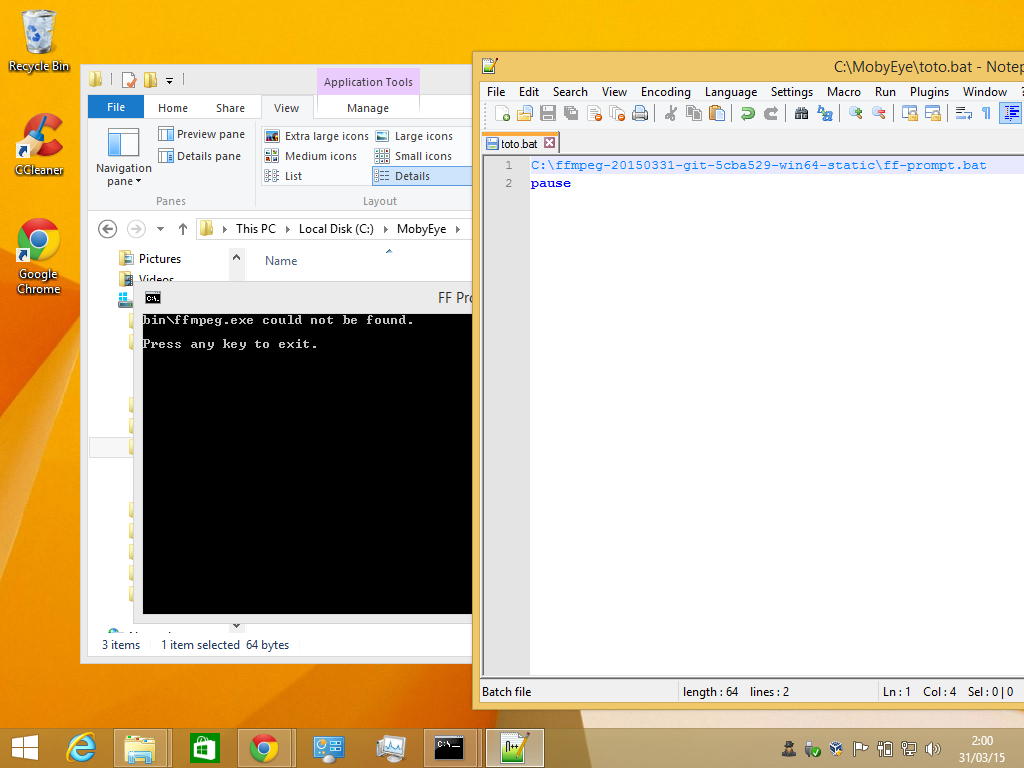 Recycle Bin
CCleaner
Google
Chrome
Application Tools
File
Home
Share
View
Manage
Navigation
pane
Preview pane
Details pane
Panes
Extra large icons
Large icons
Medium icons
Small icons
List
Details
Layout
This PC
Local Disk (C:)
MobyEye
Pictures
Videos
Name
FF Pro
C:\.
bin\ffmpeg.exe could not be found.
Press any key to exit.
3 items
1 item selected 64 bytes
C:\MobyEye\toto.bat - Notep
File Edit Search View Encoding Language Settings Macro Run Plugins Window ?
toto.bat
1 C:\ffmpeg-20150331-git-5cba529-win64-static\ff-prompt.bat
2 pause
Batch file
length : 64 lines : 2
Ln : 1 Col : 4 Sel : 0 | 0
2:00
31/03/15